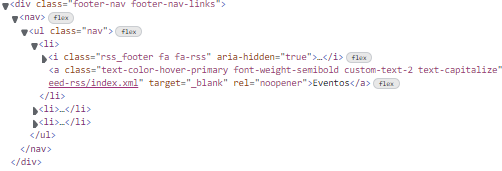 <div class="footer-nav footer-nav-links">
<nav> flex
<ul class="nav"> flex
<li>
<i class="rss_footer fa fa-rss" aria-hidden="true">…</i> flex
<a class="text-color-hover-primary font-weight-semibold custom-text-2 text-capitalize"
eed-rss/index.xml" target="_blank" rel="noopener">Eventos</a> flex
</li>
<li>…</li>
<li>…</li>
</ul>
</nav>
</div>